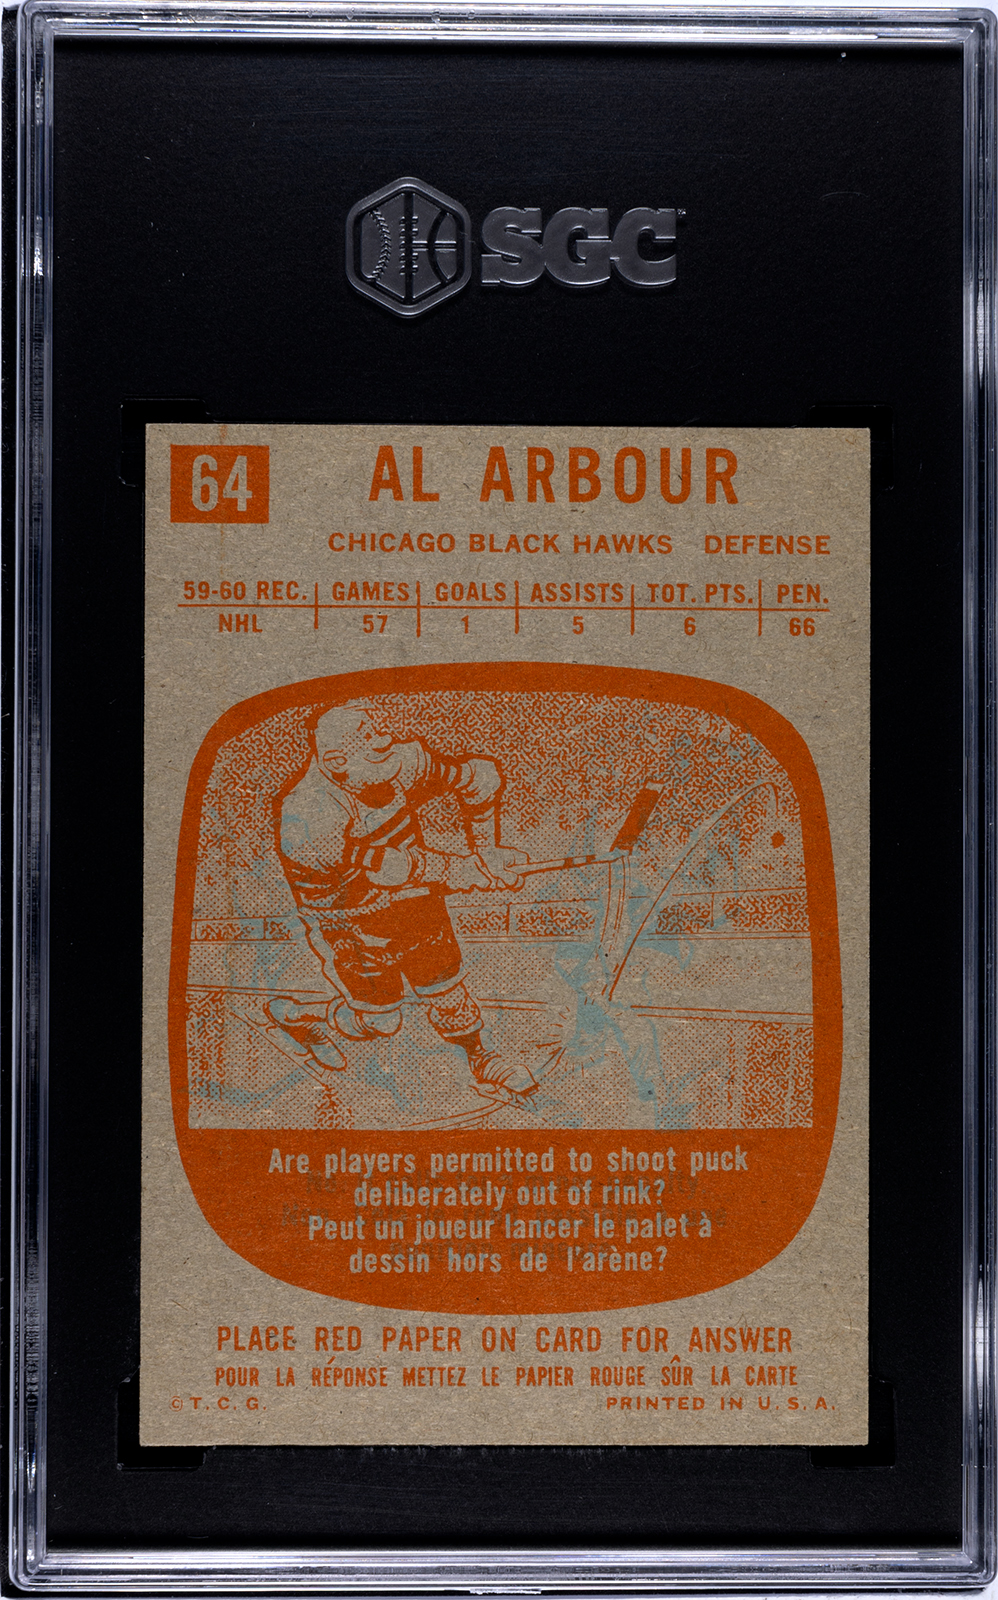 SGC
64
AL ARBOUR
CHICAGO BLACK HAWKS DEFENSE
59-60 REC. GAMES GOALS ASSISTS TOT. PTS. PEN.
NHL 57 1 5 6 66
Are players permitted to shoot puck
deliberately out of rink?
Peut un joueur lancer le palet à
dessin hors de l'arène?
PLACE RED PAPER ON CARD FOR ANSWER
POUR LA RÉPONSE METTEZ LE PAPIER ROUGE SÛR LA CARTE
© T. C. G. PRINTED IN U. S. A.